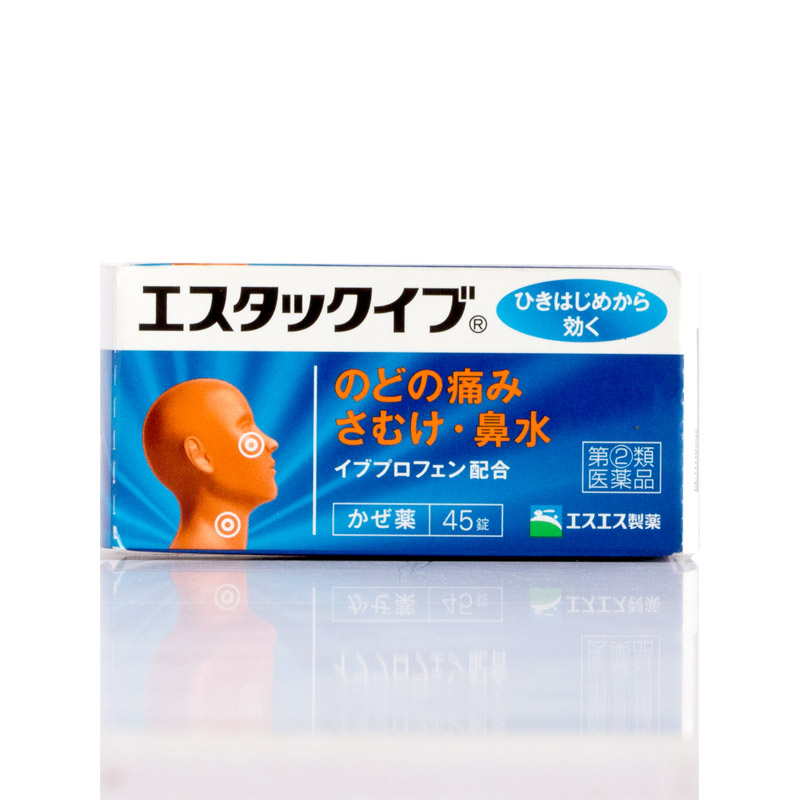 エスタックイブ®
ひきはじめから
効く
のどの痛み
さむけ・鼻水
イブプロフェン配合
指②類
医薬品
かぜ薬 45錠
エスエス製薬